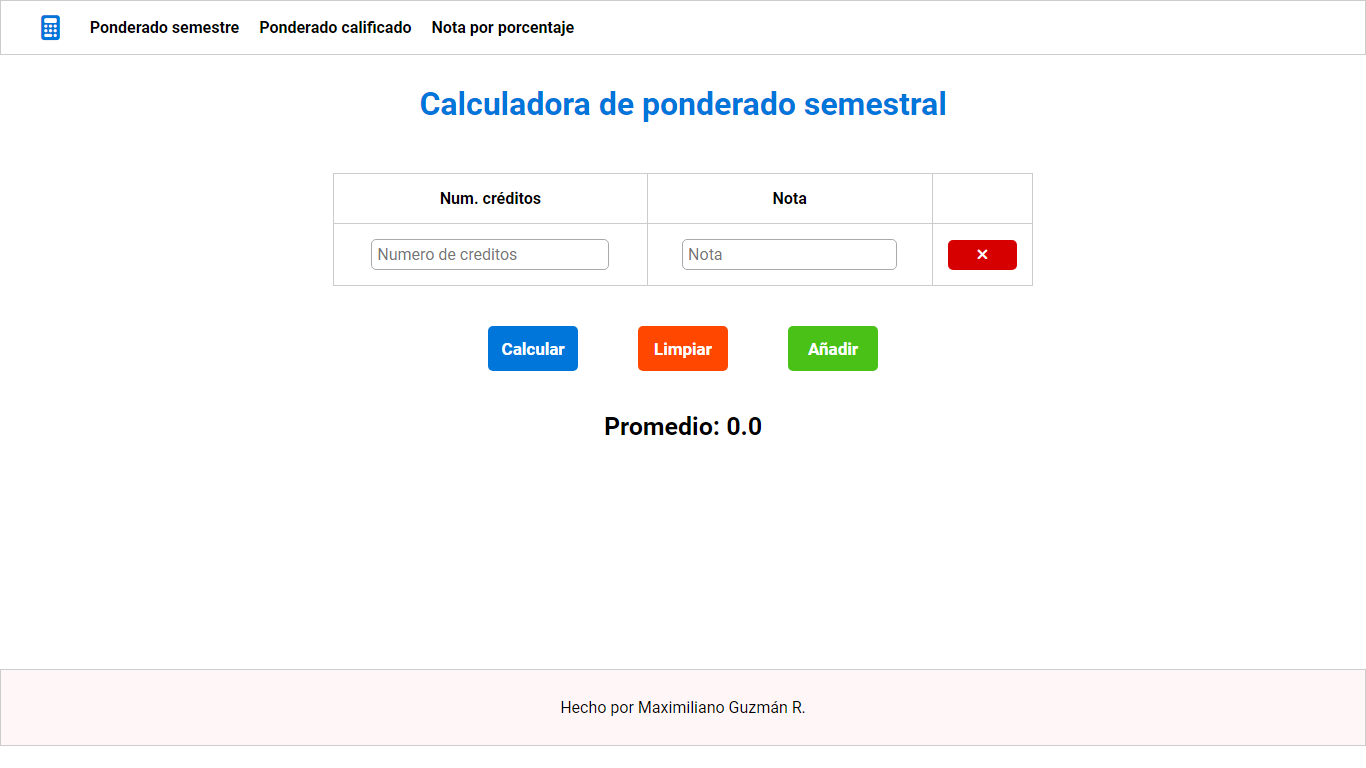 Ponderado semestre Ponderado calificado Nota por porcentaje
Calculadora de ponderado semestral
Num. créditos Nota
Numero de creditos Nota ✕
Calcular Limpiar Añadir
Promedio: 0.0
Hecho por Maximiliano Guzmán R.